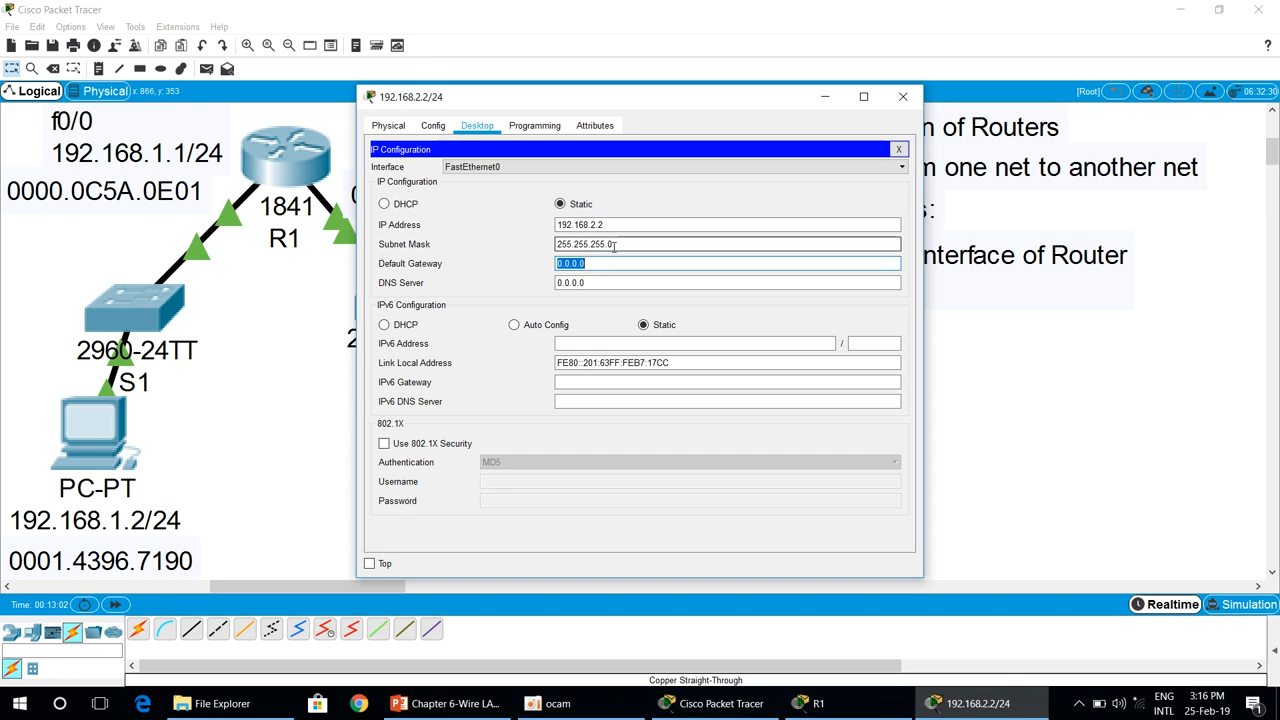 Cisco Packet Tracer
File Edit Options View Tools Extensions Help
?
Logical Physical x: 866, y: 353
[Root] 06:32:30
f0/0
192.168.1.1/24
0000.0C5A.0E01
1841
R1
2960-24TT
S1
PC-PT
192.168.1.2/24
0001.4396.7190
n of Routers
m one net to another net
s:
nterface of Router
192.168.2.2/24
Physical Config Desktop Programming Attributes
IP Configuration X
Interface FastEthernet0
IP Configuration
DHCP Static
IP Address 192.168.2.2
Subnet Mask 255.255.255.0
Default Gateway 0.0.0.0
DNS Server 0.0.0.0
IPv6 Configuration
DHCP Auto Config Static
IPv6 Address /
Link Local Address FE80::201:63FF:FEB7:17CC
IPv6 Gateway
IPv6 DNS Server
802.1X
Use 802.1X Security
Authentication MD5
Username
Password
Top
Time: 00:13:02 Realtime Simulation
Copper Straight-Through
File Explorer Chapter 6-Wire LA... ocam Cisco Packet Tracer R1 192.168.2.2/24
ENG 3:16 PM
INTL 25-Feb-19 1